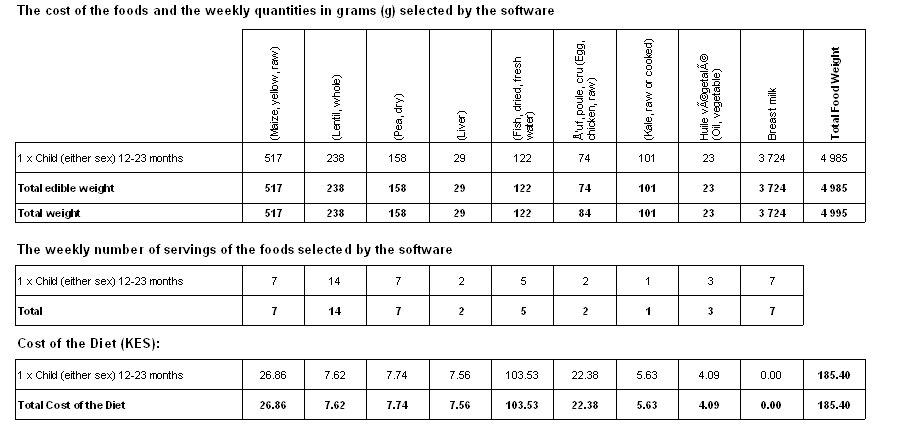 The cost of the foods and the weekly quantities in grams (g) selected by the software
(Maize, yellow, raw)
(Lentil, whole)
(Pea, dry)
(Liver)
(Fish, dried, fresh
water)
Å'uf, poule, cru (Egg,
chicken, raw)
(Kale, raw or cooked)
Huile vÃ©getalÃ©
(Oil, vegetable)
Breast milk
Total Food Weight
1 x Child (either sex) 12-23 months 517 238 158 29 122 74 101 23 3 724 4 985
Total edible weight 517 238 158 29 122 74 101 23 3 724 4 985
Total weight 517 238 158 29 122 84 101 23 3 724 4 995
The weekly number of servings of the foods selected by the software
1 x Child (either sex) 12-23 months 7 14 7 2 5 2 1 3 7
Total 7 14 7 2 5 2 1 3 7
Cost of the Diet (KES):
1 x Child (either sex) 12-23 months 26.86 7.62 7.74 7.56 103.53 22.38 5.63 4.09 0.00 185.40
Total Cost of the Diet 26.86 7.62 7.74 7.56 103.53 22.38 5.63 4.09 0.00 185.40